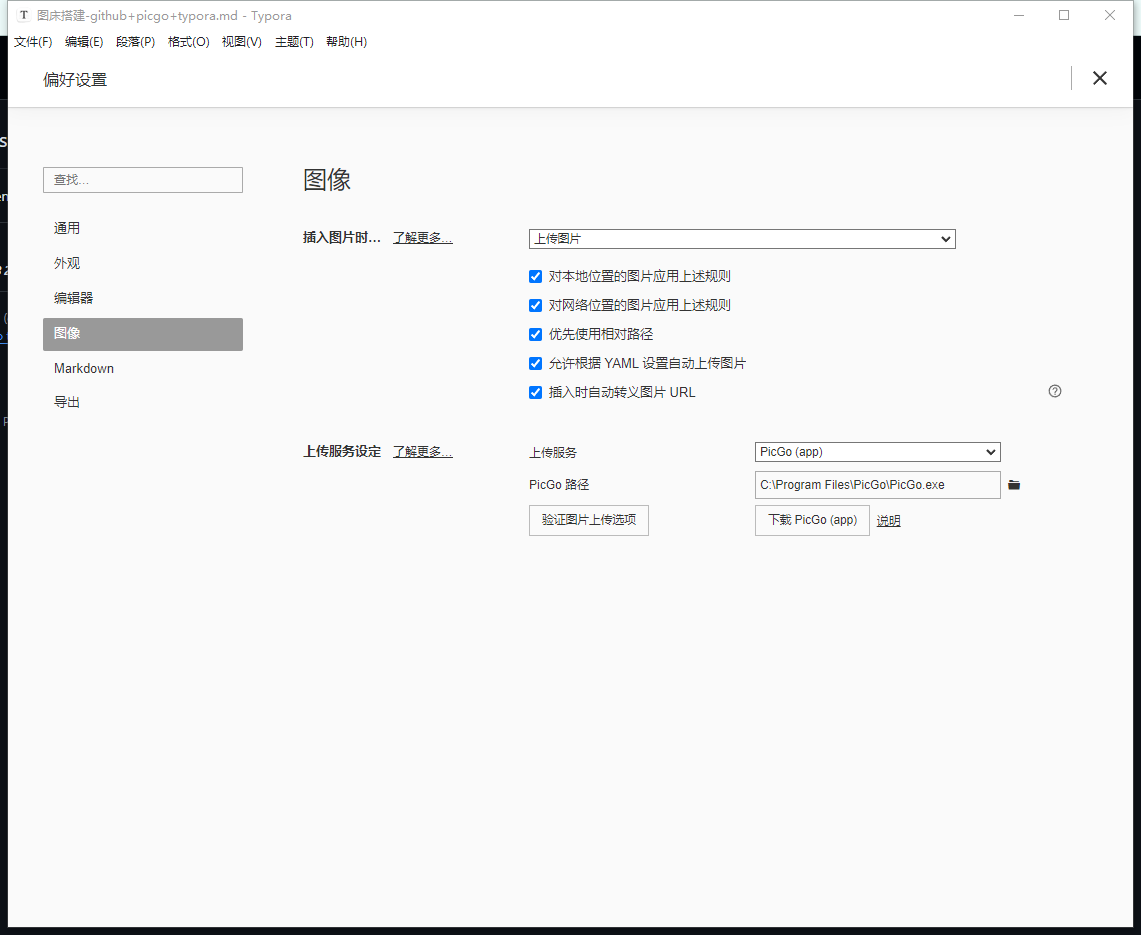 图床搭建-github+picgo+typora.md - Typora
文件(F) 编辑(E) 段落(P) 格式(O) 视图(V) 主题(T) 帮助(H)
偏好设置
查找...
通用
外观
编辑器
图像
Markdown
导出
图像
插入图片时... 了解更多... 上传图片
对本地位置的图片应用上述规则
对网络位置的图片应用上述规则
优先使用相对路径
允许根据 YAML 设置自动上传图片
插入时自动转义图片 URL
上传服务设定 了解更多... 上传服务 PicGo (app)
PicGo 路径 C:\Program Files\PicGo\PicGo.exe
验证图片上传选项 下载 PicGo (app) 说明